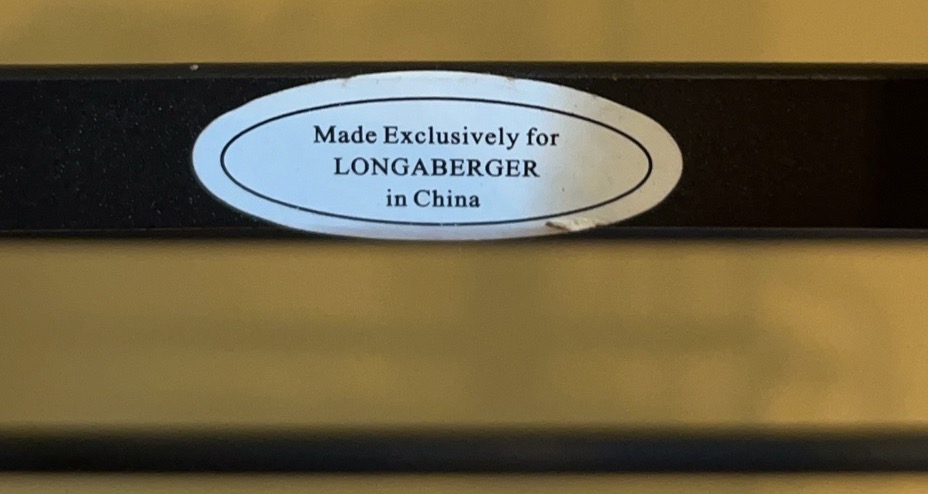 Made Exclusively for
LONGABERGER
in China